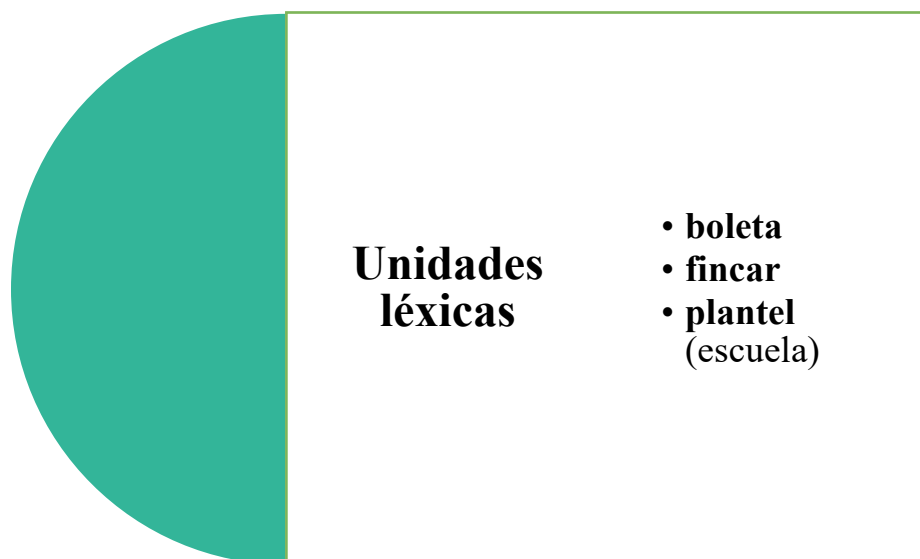 Unidades
léxicas
• boleta
• fincar
• plantel
(escuela)